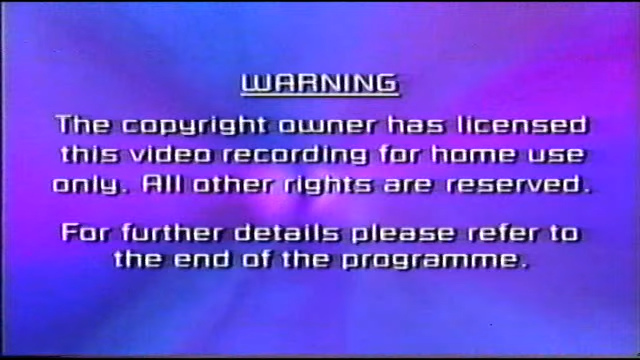 WARNING
The copyright owner has licensed
this video recording for home use
only. All other rights are reserved.
For further details please refer to
the end of the programme.